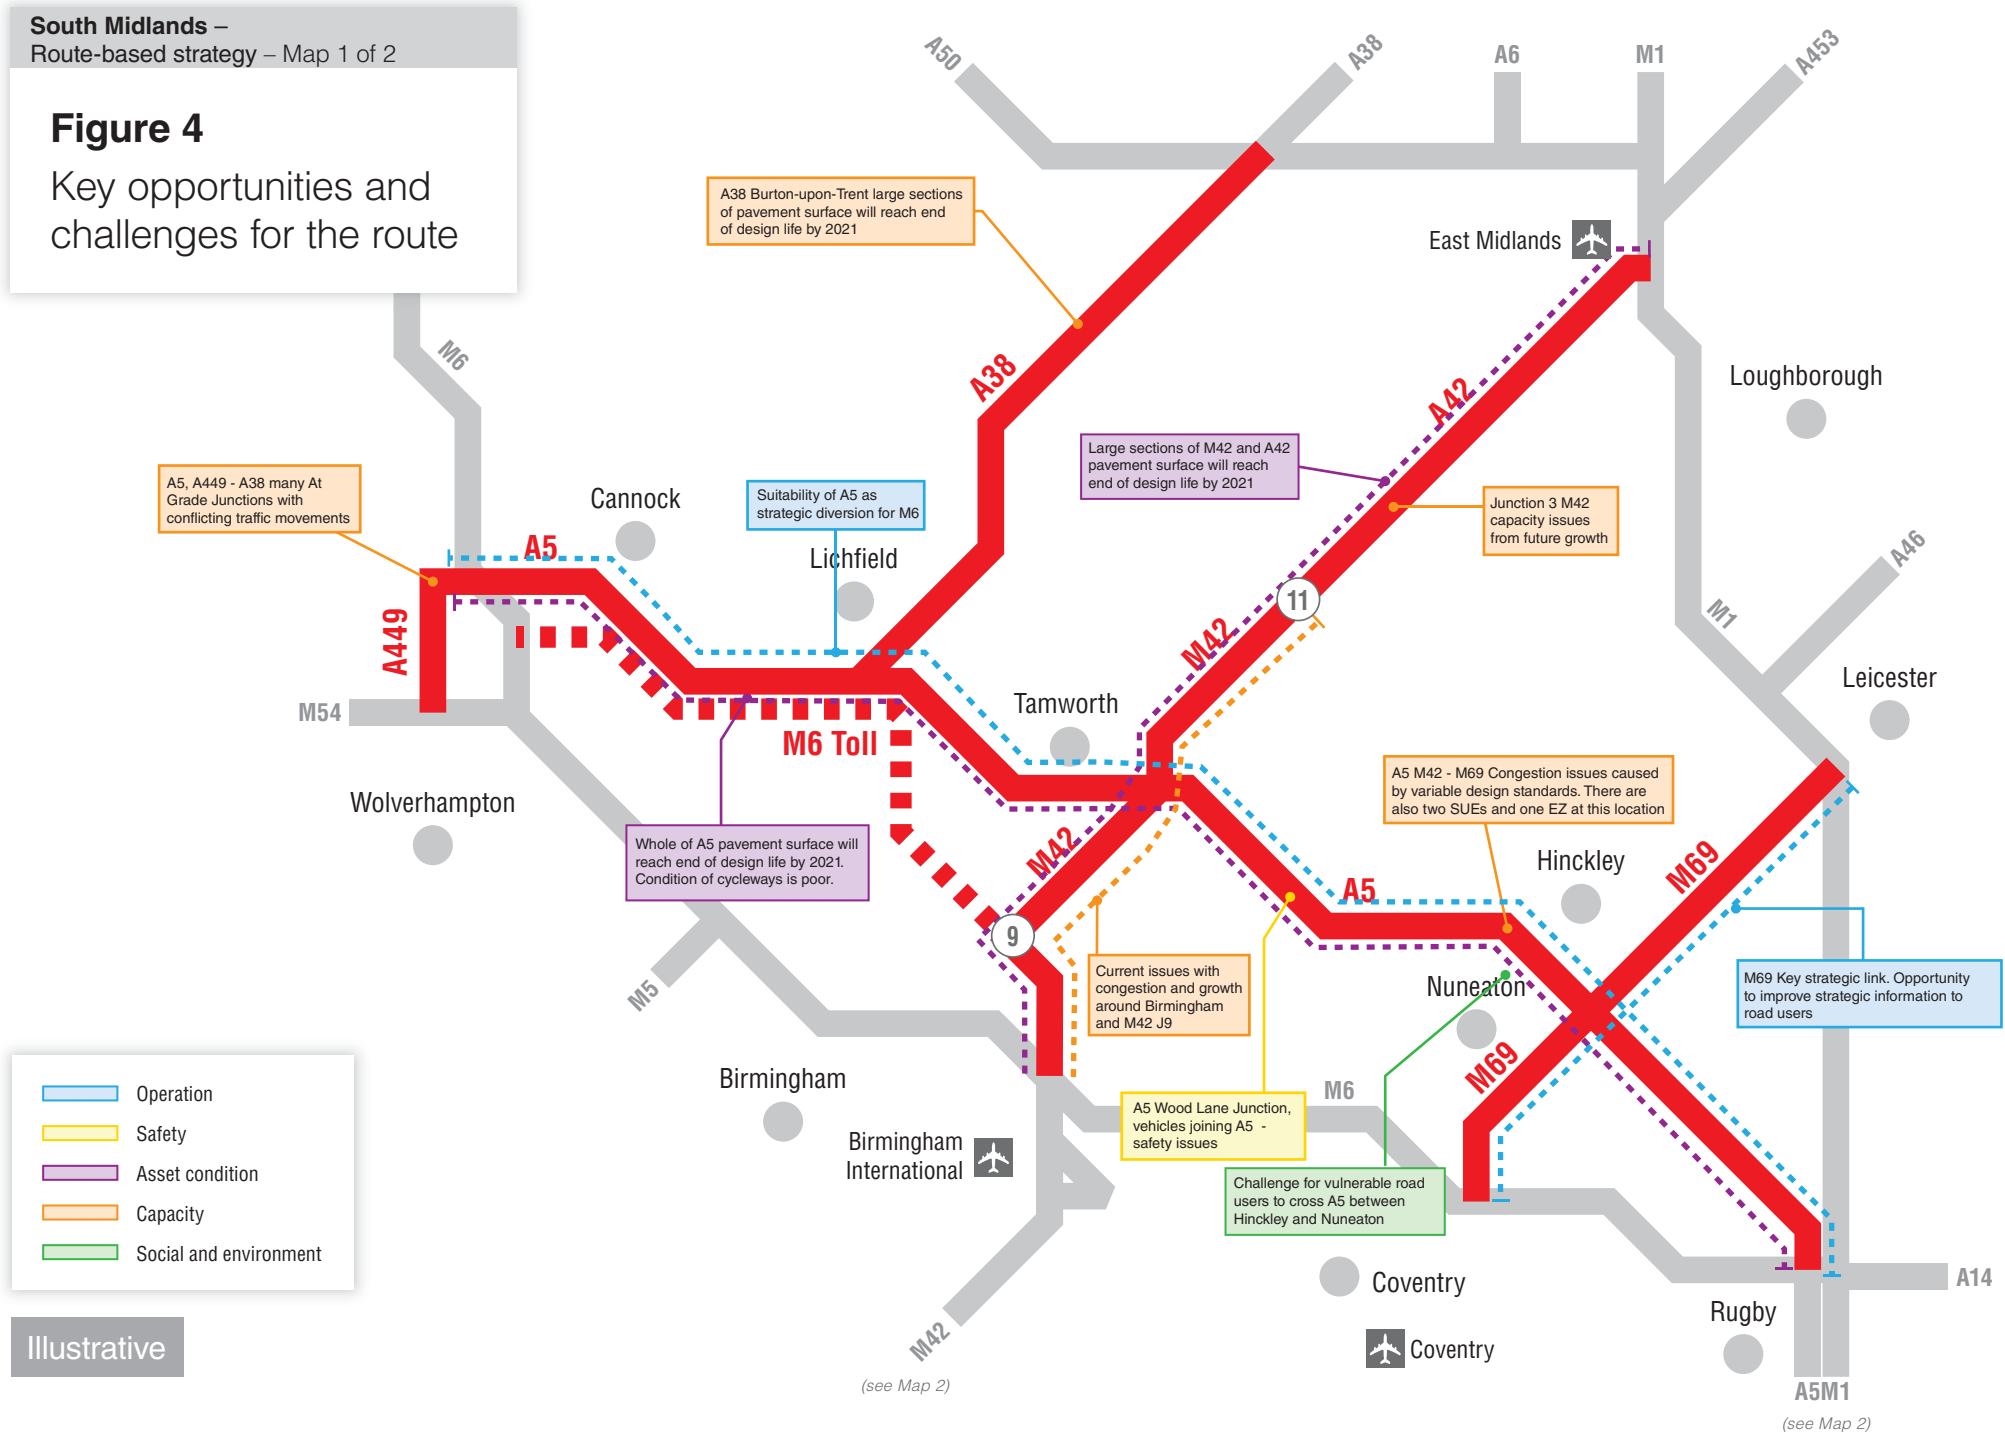 South Midlands –
Route-based strategy – Map 1 of 2
Figure 4
Key opportunities and
challenges for the route
A50
A38
A6
M1
A453
A38 Burton-upon-Trent large sections
of pavement surface will reach end
of design life by 2021
East Midlands
M6
A38
A42
Loughborough
Large sections of M42 and A42
pavement surface will reach
end of design life by 2021
A5, A449 - A38 many At
Grade Junctions with
conflicting traffic movements
Cannock
Suitability of A5 as
strategic diversion for M6
Junction 3 M42
capacity issues
from future growth
A5
Lichfield
A46
11
M1
A449
M42
Leicester
M54
Tamworth
M6 Toll
A5 M42 - M69 Congestion issues caused
by variable design standards. There are
also two SUEs and one EZ at this location
Wolverhampton
Whole of A5 pavement surface will
reach end of design life by 2021.
Condition of cycleways is poor.
M42
Hinckley
M69
A5
9
M5
Current issues with
congestion and growth
around Birmingham
and M42 J9
Nuneaton
M69 Key strategic link. Opportunity
to improve strategic information to
road users
M69
Birmingham
M6
Operation
Safety
Asset condition
Capacity
Social and environment
A5 Wood Lane Junction,
vehicles joining A5 -
safety issues
Birmingham
International
Challenge for vulnerable road
users to cross A5 between
Hinckley and Nuneaton
Coventry
A14
Rugby
Illustrative
M42
Coventry
(see Map 2)
A5
M1
(see Map 2)